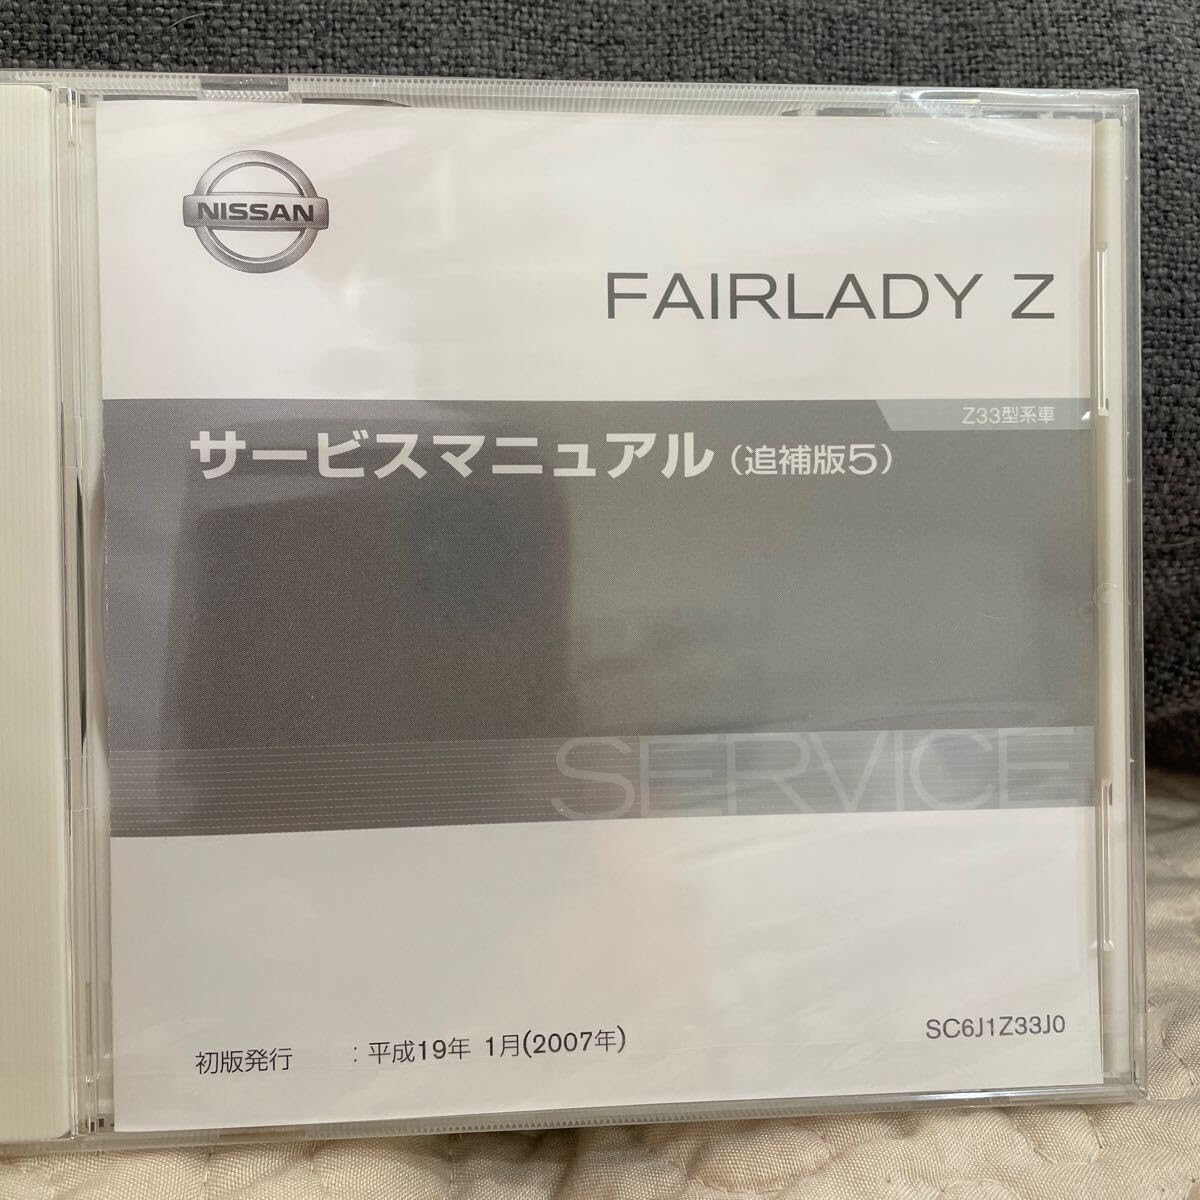 NISSAN
FAIRLADY Z
Z33型系車
サービスマニュアル（追補版5）
SERVICE
SC6J1Z33J0
初版発行 : 平成19年 1月(2007年)